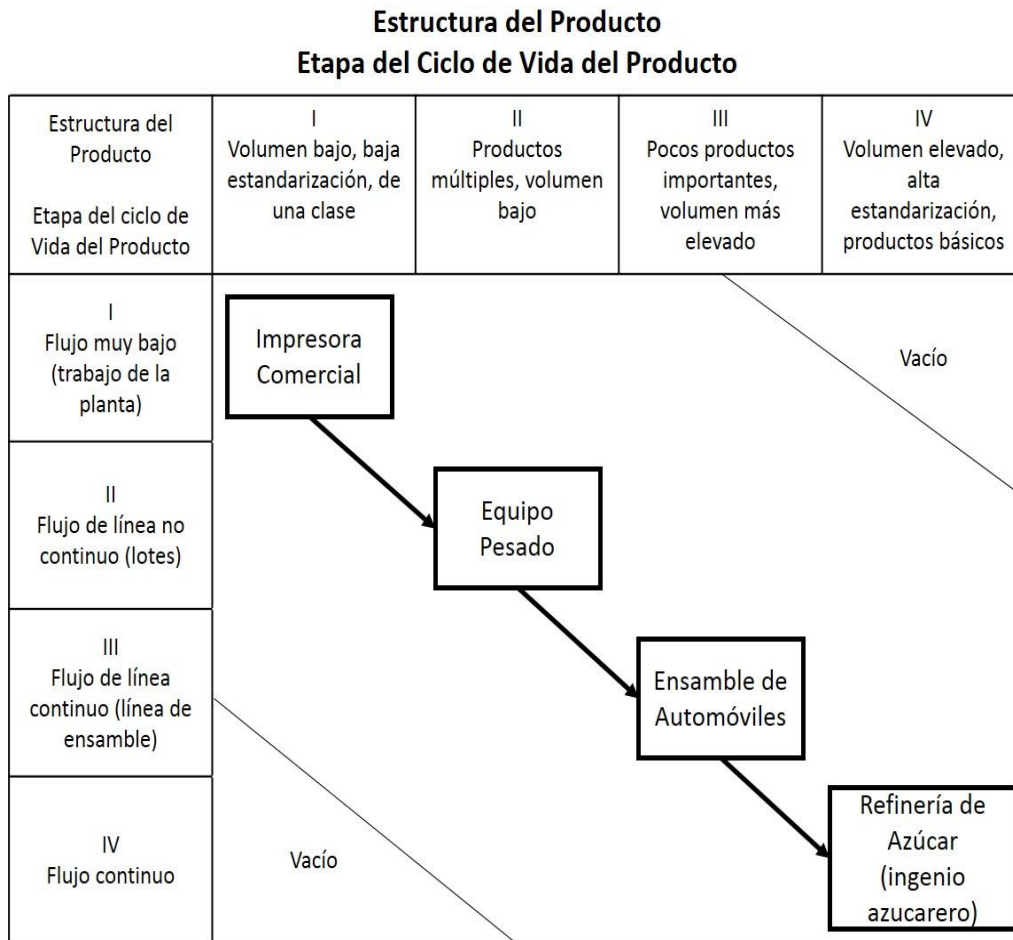 Estructura del Producto
Etapa del Ciclo de Vida del Producto
Estructura del
Producto
Etapa del ciclo de
Vida del Producto
I
Volumen bajo, baja
estandarización, de
una clase
II
Productos
múltiples, volumen
bajo
III
Pocos productos
importantes,
volumen más
elevado
IV
Volumen elevado,
alta
estandarización,
productos básicos
I
Flujo muy bajo
(trabajo de la
planta)
Impresora
Comercial
Vacío
II
Flujo de línea no
continuo (lotes)
Equipo
Pesado
III
Flujo de línea
continuo (línea de
ensamble)
Ensamble de
Automóviles
IV
Flujo continuo
Vacío
Refinería de
Azúcar
(ingenio
azucarero)